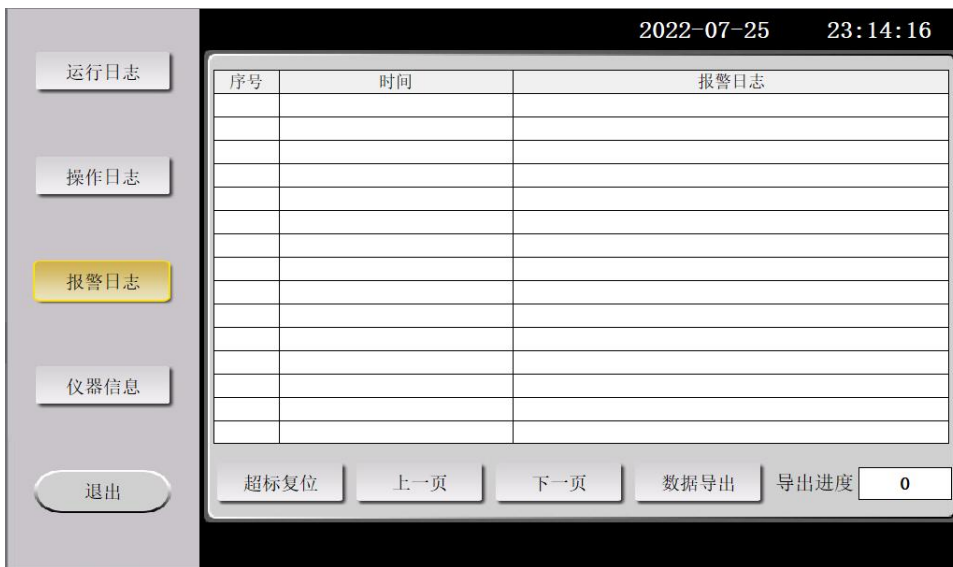 2022-07-25 23:14:16
运行日志
操作日志
报警日志
仪器信息
退出
序号 时间 报警日志
超标复位 上一页 下一页 数据导出 导出进度 0